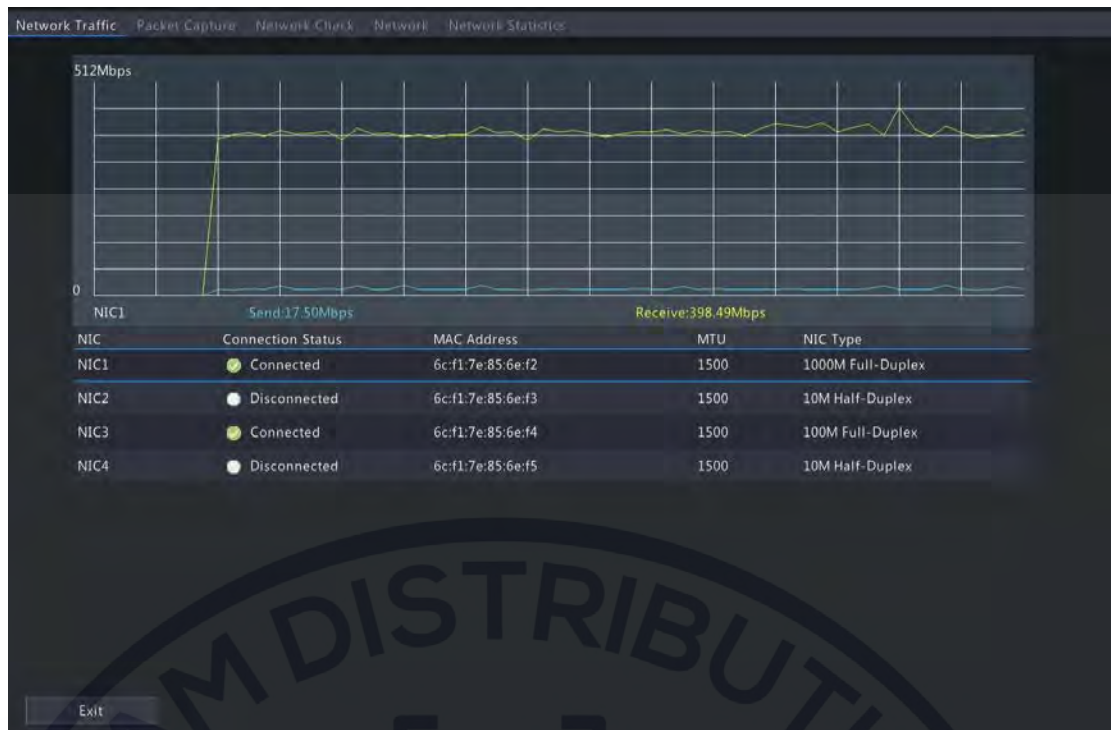 Network Traffic Packet Capture Network Check Network Network Statistics
512Mbps
0
NIC1 Send:17.50Mbps Receive:398.49Mbps
NIC Connection Status MAC Address MTU NIC Type
NIC1 Connected 6c:f1:7e:85:6e:f2 1500 1000M Full-Duplex
NIC2 Disconnected 6c:f1:7e:85:6e:f3 1500 10M Half-Duplex
NIC3 Connected 6c:f1:7e:85:6e:f4 1500 100M Full-Duplex
NIC4 Disconnected 6c:f1:7e:85:6e:f5 1500 10M Half-Duplex
Exit